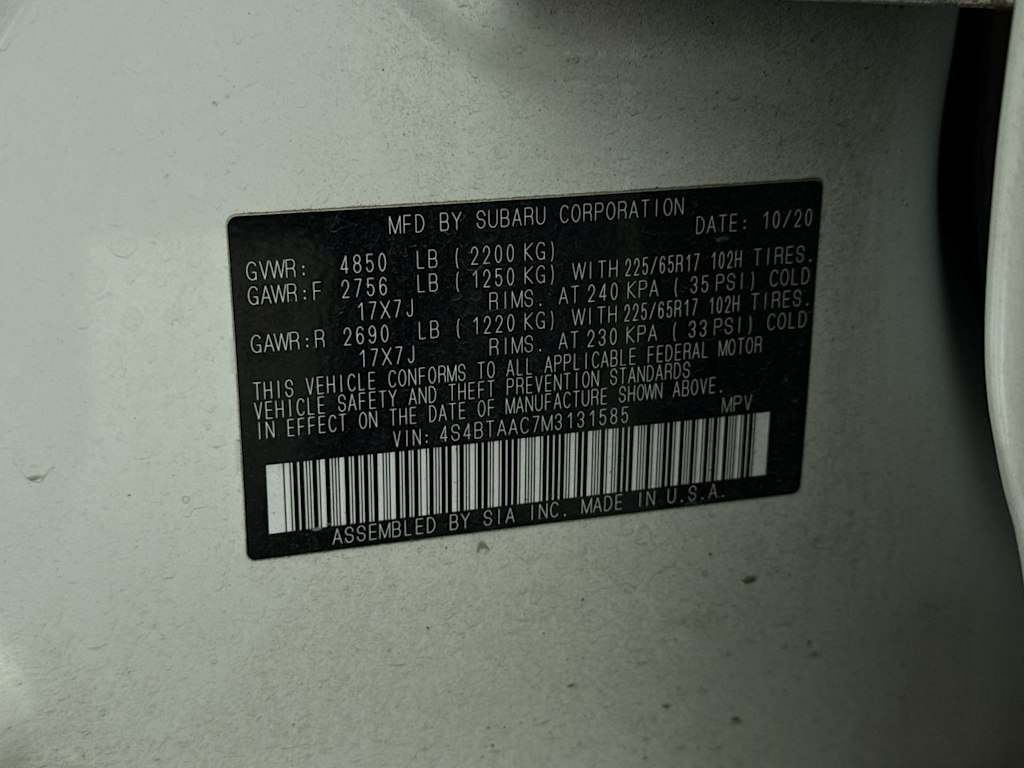 MFD BY SUBARU CORPORATION DATE: 10/20
GVWR: 4850 LB (2200 KG)
GAWR:F 2756 LB (1250 KG) WITH 225/65R17 102H TIRES.
17X7J RIMS. AT 240 KPA (35 PSI) COLD
GAWR:R 2690 LB (1220 KG) WITH 225/65R17 102H TIRES.
17X7J RIMS. AT 230 KPA (33 PSI) COLD
THIS VEHICLE CONFORMS TO ALL APPLICABLE FEDERAL MOTOR
VEHICLE SAFETY AND THEFT PREVENTION STANDARDS
IN EFFECT ON THE DATE OF MANUFACTURE SHOWN ABOVE.
VIN: 4S4BTAAC7M3131585 MPV
ASSEMBLED BY SIA INC. MADE IN U.S.A.